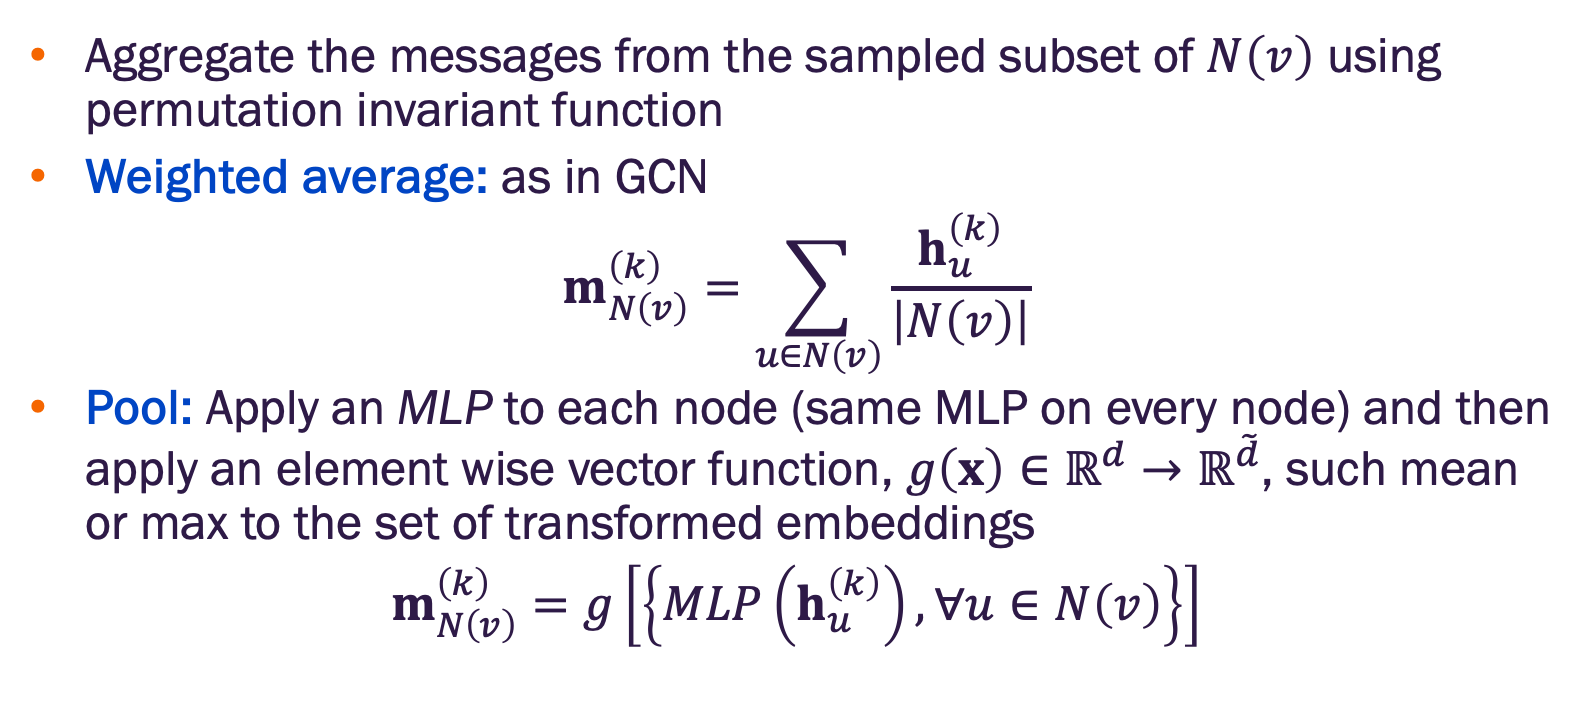 • Aggregate the messages from the sampled subset of N(v) using
permutation invariant function
• Weighted average: as in GCN
𝐦_{N(v)}^{(k)} = ∑_{u∈N(v)} 𝐡_u^{(k)} / |N(v)|
• Pool: Apply an MLP to each node (same MLP on every node) and then
apply an element wise vector function, g(𝐱) ∈ ℝ^d → ℝ^{d̃}, such mean
or max to the set of transformed embeddings
𝐦_{N(v)}^{(k)} = g[{MLP(𝐡_u^{(k)}), ∀u ∈ N(v)}]